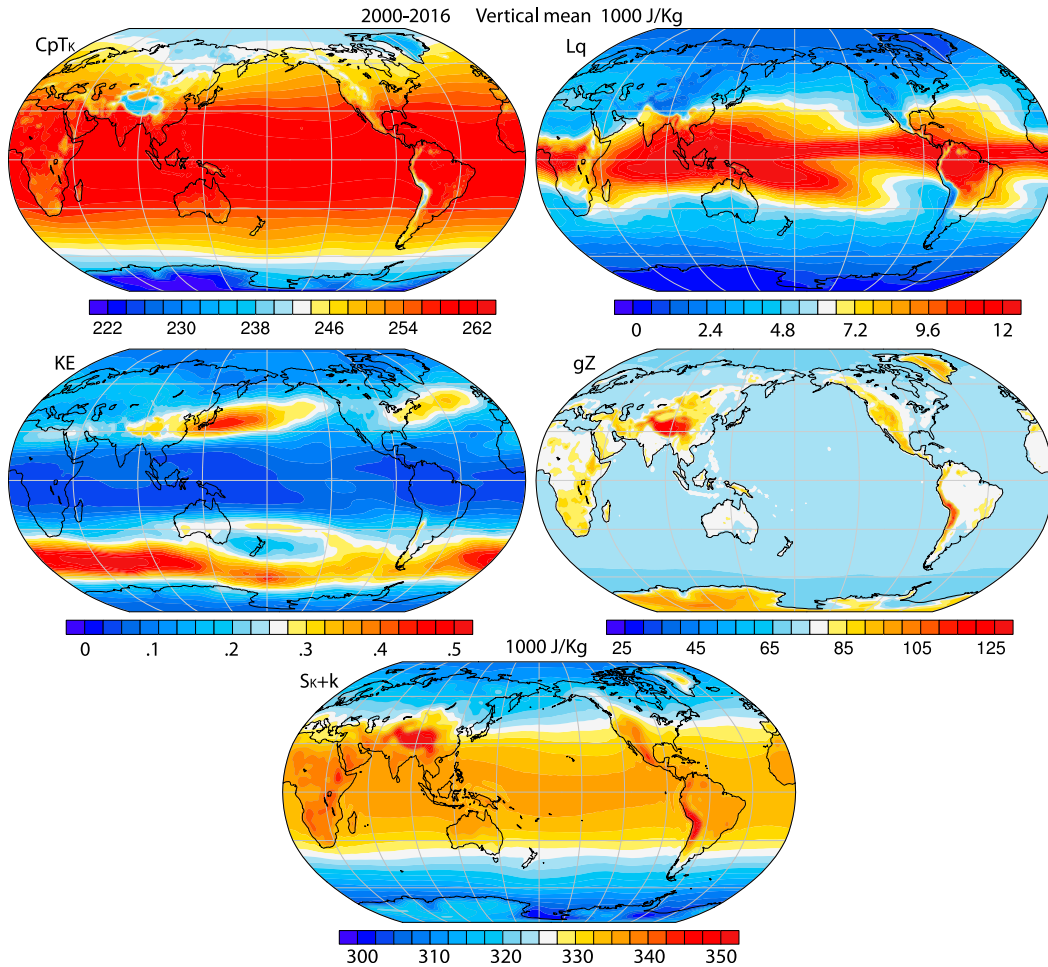 2000-2016 Vertical mean 1000 J/Kg
CpTK
Lq
222 230 238 246 254 262
0 2.4 4.8 7.2 9.6 12
KE
gZ
0 .1 .2 .3 .4 .5
25 45 65 85 105 125
1000 J/Kg
SK+k
300 310 320 330 340 350